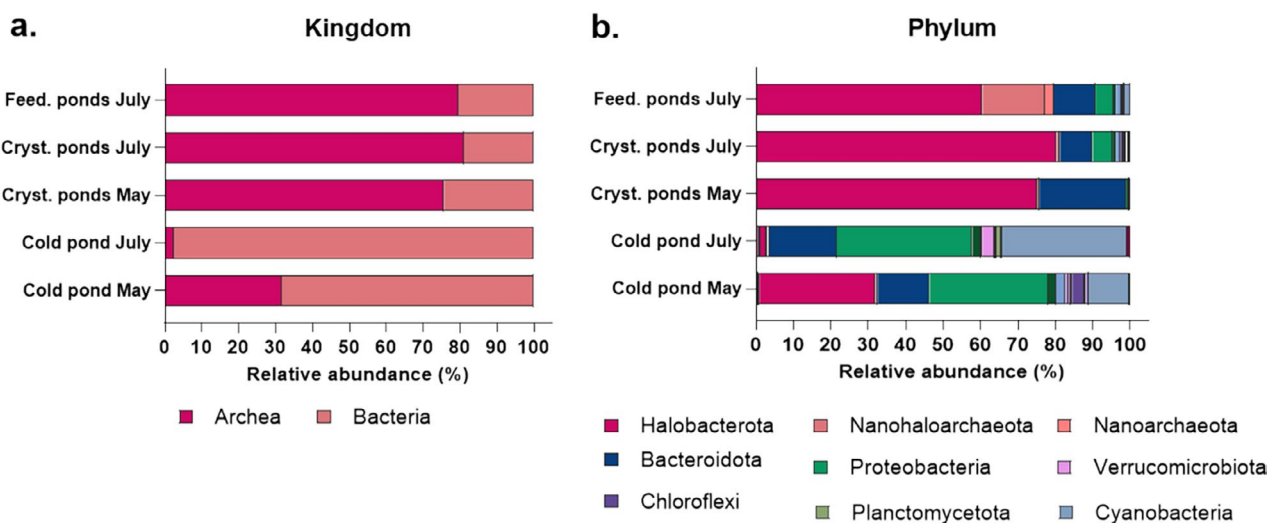 a.
Kingdom
Feed. ponds July
Cryst. ponds July
Cryst. ponds May
Cold pond July
Cold pond May
0 10 20 30 40 50 60 70 80 90 100
Relative abundance (%)
Archea Bacteria
b.
Phylum
Feed. ponds July
Cryst. ponds July
Cryst. ponds May
Cold pond July
Cold pond May
0 10 20 30 40 50 60 70 80 90 100
Relative abundance (%)
Halobacterota Nanohaloarchaeota Nanoarchaeota
Bacteroidota Proteobacteria Verrucomicrobiota
Chloroflexi Planctomycetota Cyanobacteria